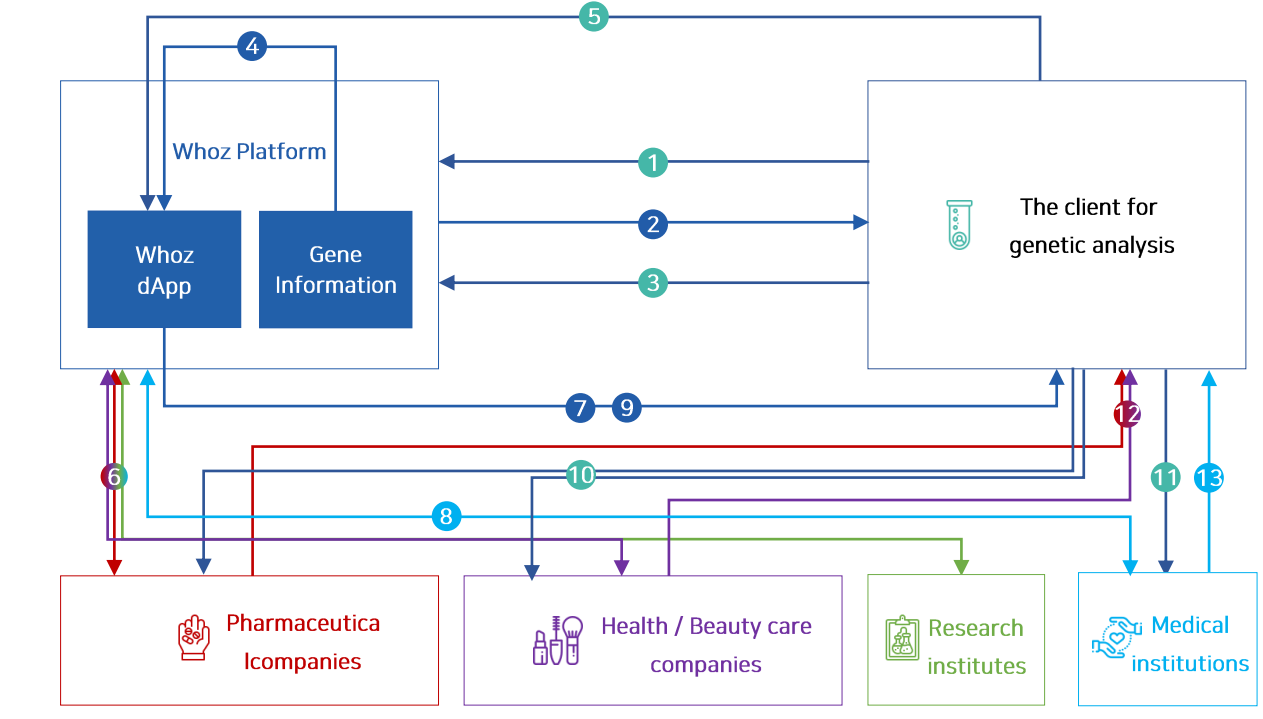 5
4
Whoz Platform
1
The client for
genetic analysis
2
Whoz
dApp
Gene
Information
3
7
9
12
6
10
11
13
8
Pharmaceutica
lcompanies
Health / Beauty care
companies
Research
institutes
Medical
institutions